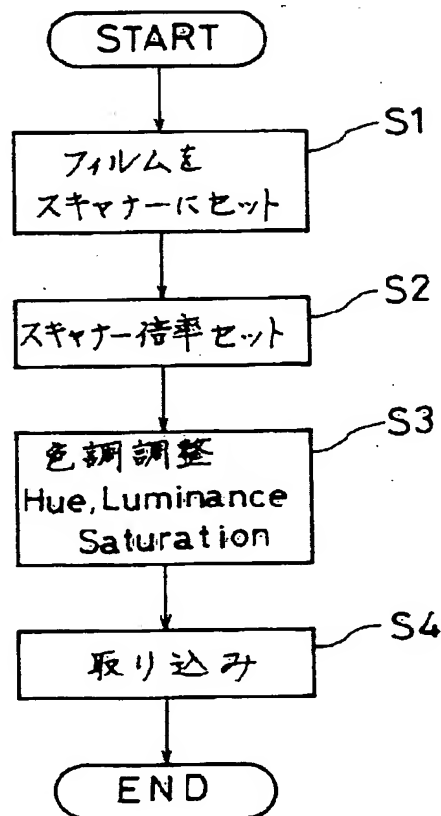 START
S1
フィルムを
スキャナーにセット
S2
スキャナー倍率セット
S3
色調調整
Hue, Luminance
Saturation
S4
取り込み
END